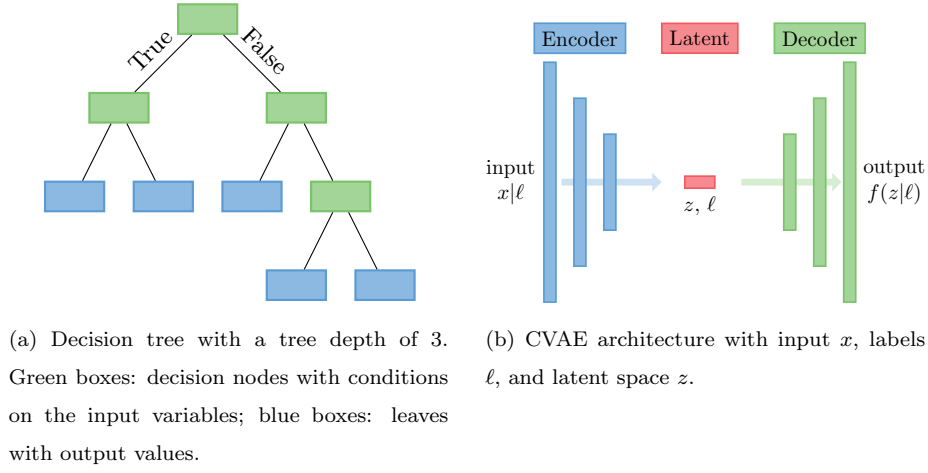 True
False
Encoder
Latent
Decoder
input
x|ℓ
z, ℓ
output
f(z|ℓ)
(a) Decision tree with a tree depth of 3.
Green boxes: decision nodes with conditions
on the input variables; blue boxes: leaves
with output values.
(b) CVAE architecture with input x, labels
ℓ, and latent space z.